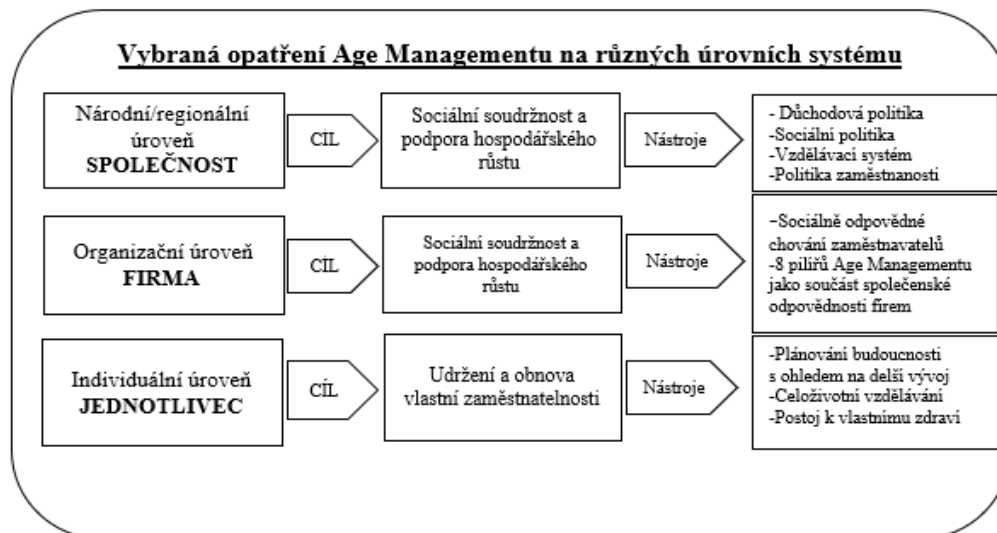 Vybraná opatření Age Managementu na různých úrovních systému
Národní/regionální
úroveň
SPOLEČNOST
CÍL
Sociální soudržnost a
podpora hospodářského
růstu
Nástroje
- Důchodová politika
-Sociální politika
-Vzdělávací systém
-Politika zaměstnanosti
Organizační úroveň
FIRMA
CÍL
Sociální soudržnost a
podpora hospodářského
růstu
Nástroje
-Sociálně odpovědné
chování zaměstnavatelů
-8 pilířů Age Managementu
jako součást společenské
odpovědnosti fírem
Individuální úroveň
JEDNOTLIVEC
CÍL
Udržení a obnova
vlastní zaměstnatelnosti
Nástroje
-Plánování budoucnosti
s ohledem na delší vývoj
-Celoživotní vzdělávání
-Postoj k vlastnímu zdraví